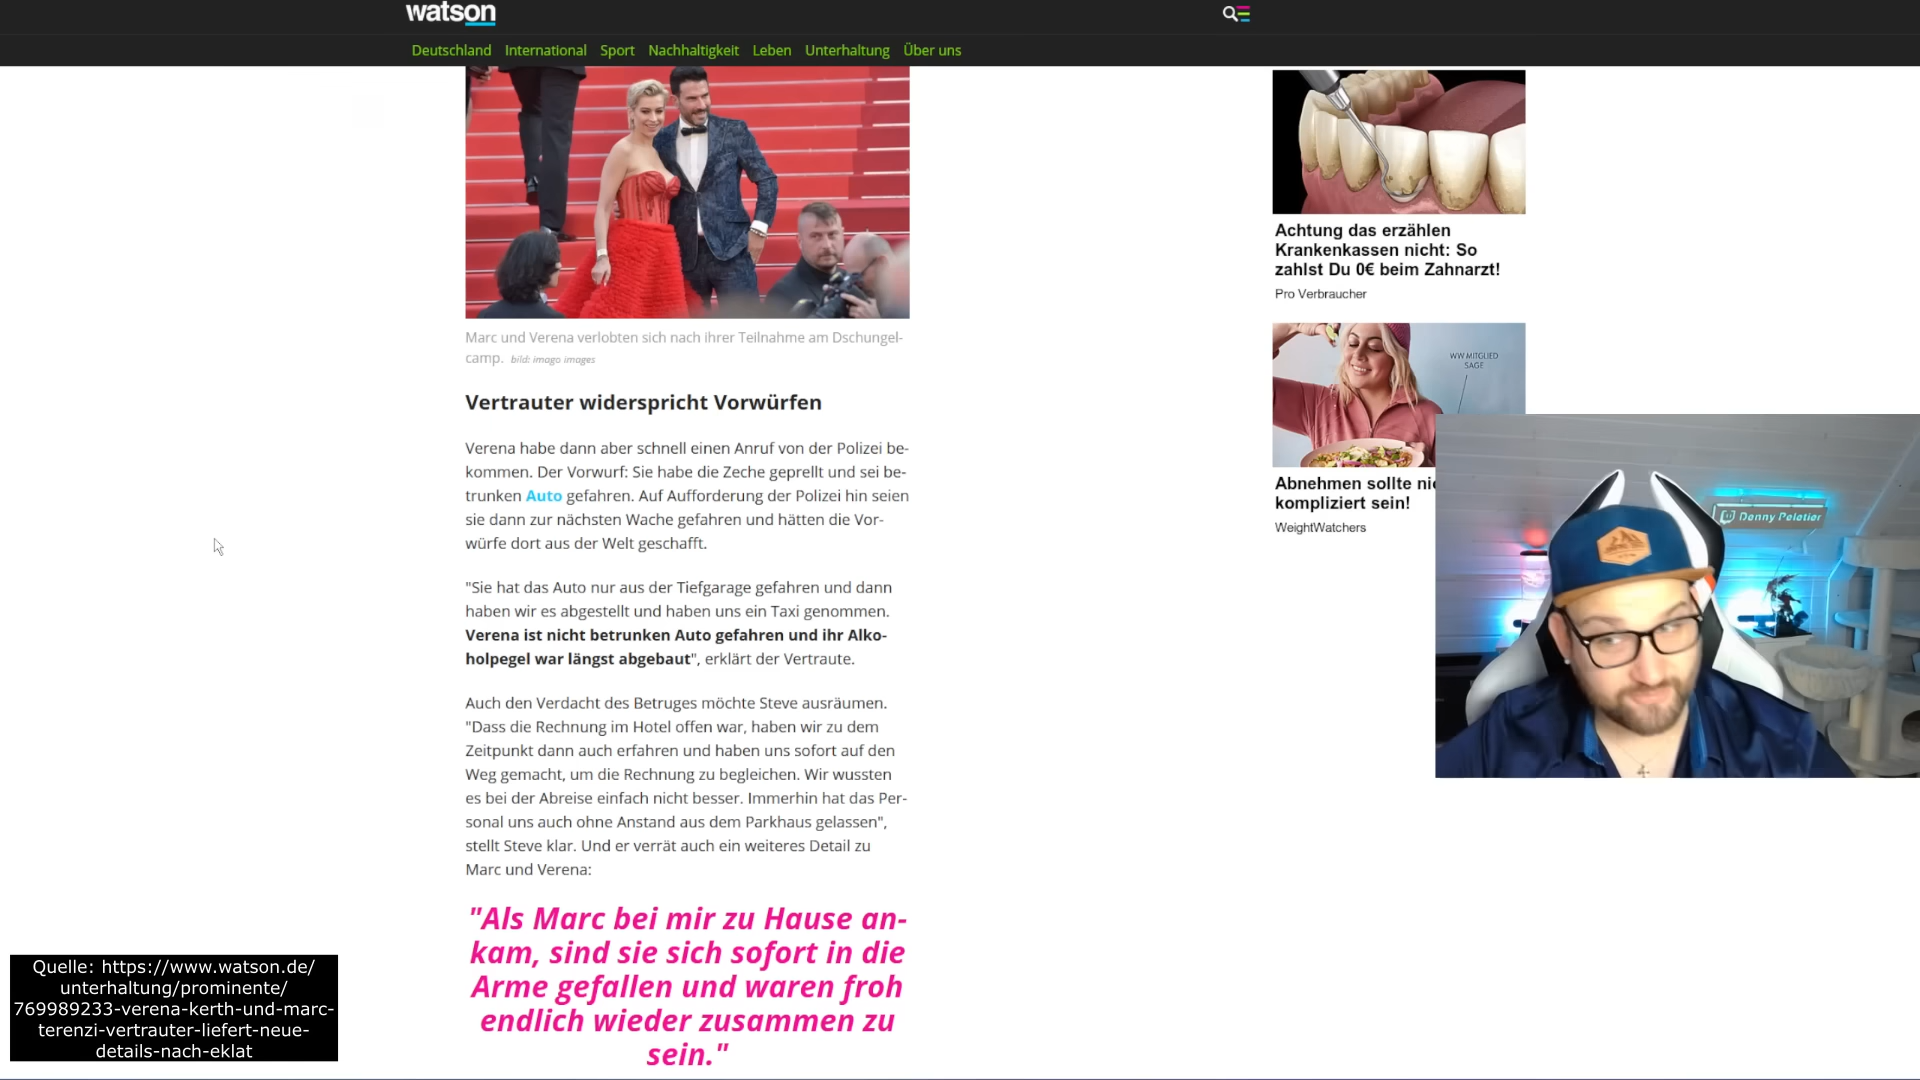 watson
Deutschland International Sport Nachhaltigkeit Leben Unterhaltung Über uns
Marc und Verena verlobten sich nach ihrer Teilnahme am Dschungel-
camp. bild: imago images
Vertrauter widerspricht Vorwürfen
Verena habe dann aber schnell einen Anruf von der Polizei be-
kommen. Der Vorwurf: Sie habe die Zeche geprellt und sei be-
trunken Auto gefahren. Auf Aufforderung der Polizei hin seien
sie dann zur nächsten Wache gefahren und hätten die Vor-
würfe dort aus der Welt geschafft.
"Sie hat das Auto nur aus der Tiefgarage gefahren und dann
haben wir es abgestellt und haben uns ein Taxi genommen.
Verena ist nicht betrunken Auto gefahren und ihr Alko-
holpegel war längst abgebaut", erklärt der Vertraute.
Auch den Verdacht des Betruges möchte Steve ausräumen.
"Dass die Rechnung im Hotel offen war, haben wir zu dem
Zeitpunkt dann auch erfahren und haben uns sofort auf den
Weg gemacht, um die Rechnung zu begleichen. Wir wussten
es bei der Abreise einfach nicht besser. Immerhin hat das Per-
sonal uns auch ohne Anstand aus dem Parkhaus gelassen",
stellt Steve klar. Und er verrät auch ein weiteres Detail zu
Marc und Verena:
"Als Marc bei mir zu Hause an-
kam, sind sie sich sofort in die
Arme gefallen und waren froh
endlich wieder zusammen zu
sein."
Achtung das erzählen
Krankenkassen nicht: So
zahlst Du 0€ beim Zahnarzt!
Pro Verbraucher
WW MITGLIED
SAGE
Abnehmen sollte
kompliziert sein!
WeightWatchers
Denny Peletier
Quelle: https://www.watson.de/
unterhaltung/prominente/
769989233-verena-kerth-und-marc-
terenzi-vertrauter-liefert-neue-
details-nach-eklat